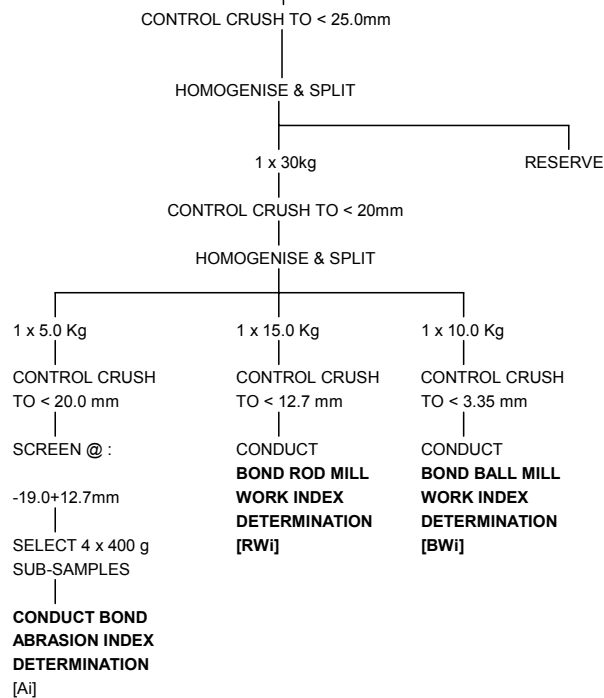 CONTROL CRUSH TO < 25.0mm
HOMOGENISE & SPLIT
1 x 30kg
RESERVE
CONTROL CRUSH TO < 20mm
HOMOGENISE & SPLIT
1 x 5.0 Kg
CONTROL CRUSH
TO < 20.0 mm
SCREEN @ :
-19.0+12.7mm
SELECT 4 x 400 g
SUB-SAMPLES
CONDUCT BOND
ABRASION INDEX
DETERMINATION
[Ai]
1 x 15.0 Kg
CONTROL CRUSH
TO < 12.7 mm
CONDUCT
BOND ROD MILL
WORK INDEX
DETERMINATION
[RWi]
1 x 10.0 Kg
CONTROL CRUSH
TO < 3.35 mm
CONDUCT
BOND BALL MILL
WORK INDEX
DETERMINATION
[BWi]